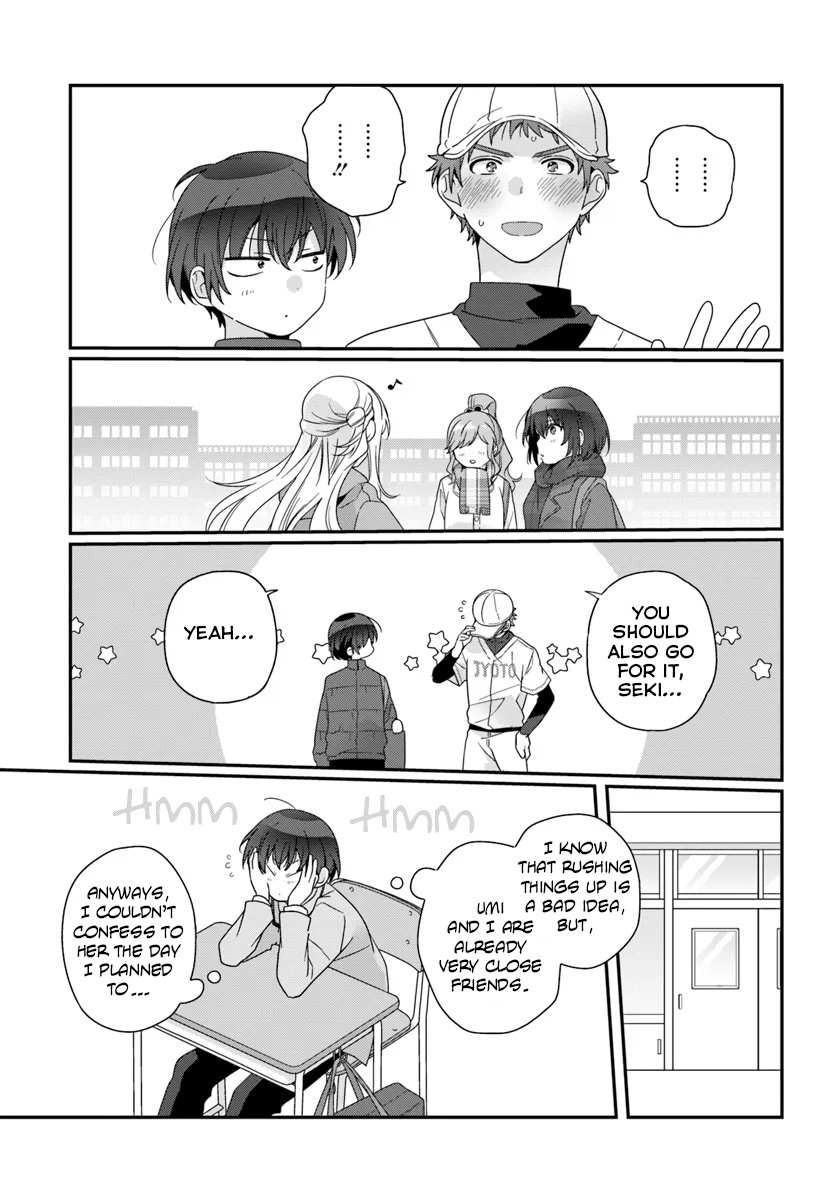 ……
……!!
♪
YOU
SHOULD
ALSO GO
FOR IT,
SEKI...
YEAH...
JYOTO
I KNOW
THAT RUSHING
THINGS UP IS
A BAD IDEA,
BUT,
UMI
AND I ARE
ALREADY
VERY CLOSE
FRIENDS.
HMM
HMM
ANYWAYS,
I COULDN'T
CONFESS TO
HER THE DAY
I PLANNED
TO...